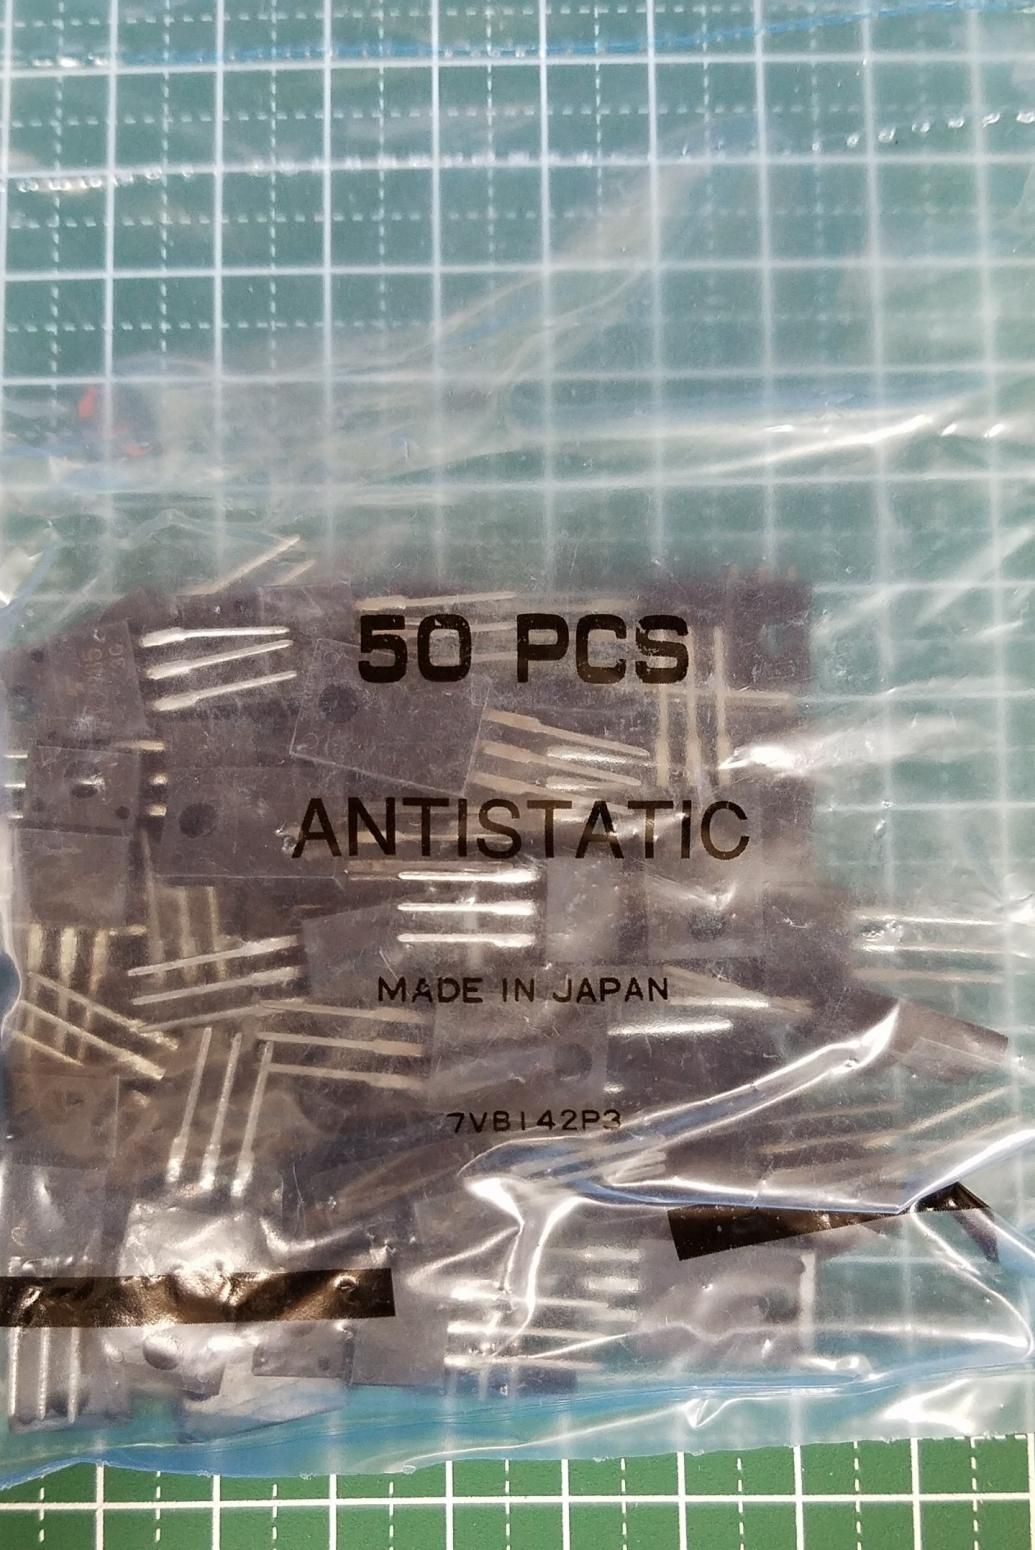 50 PCS
ANTISTATIC
MADE IN JAPAN
7VB142P3